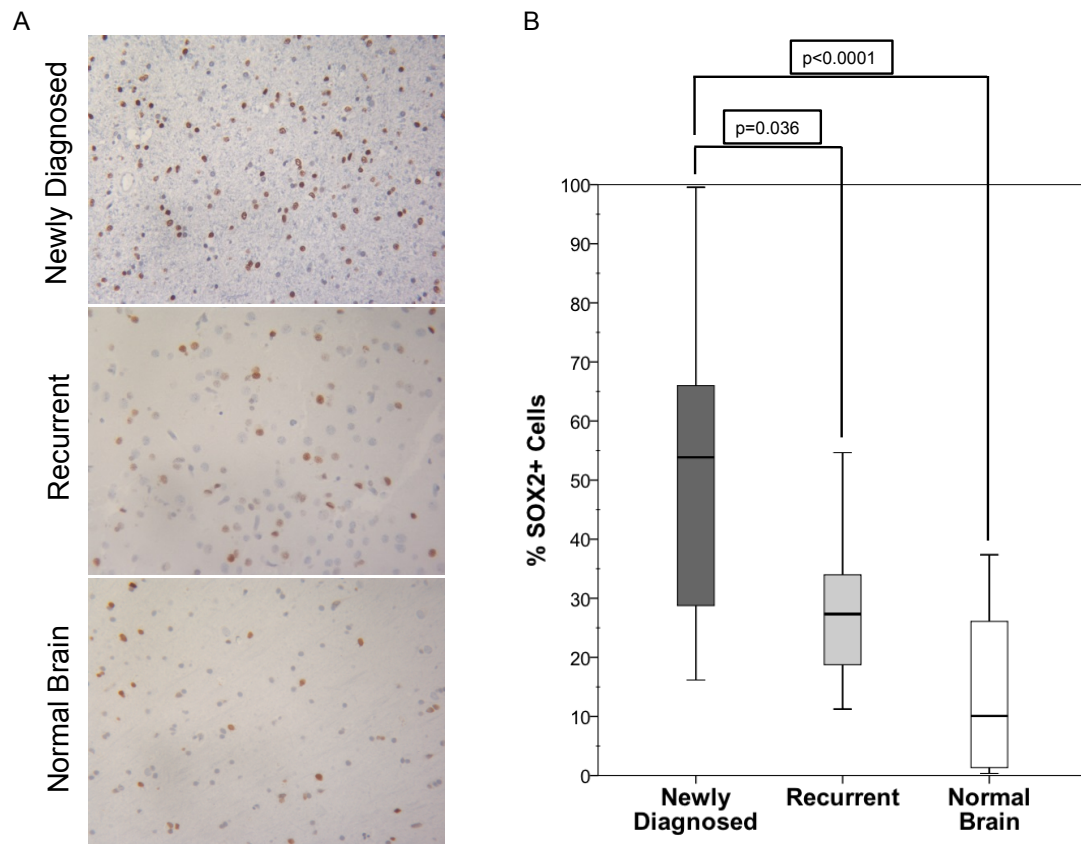 A
Newly Diagnosed
Recurrent
Normal Brain
B
p<0.0001
p=0.036
% SOX2+ Cells
100
90
80
70
60
50
40
30
20
10
0
Newly
Diagnosed
Recurrent
Normal
Brain